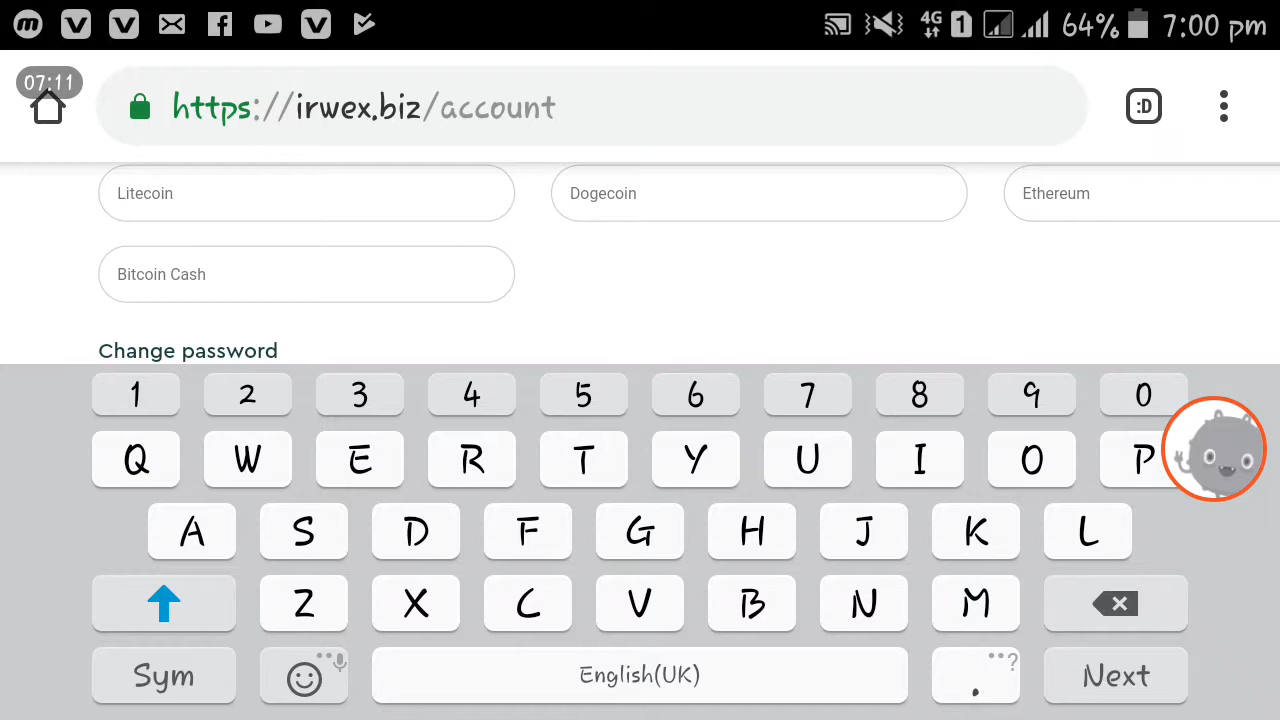 64% 7:00 pm
4G 1
07:11
https://irwex.biz/account
:D
Litecoin Dogecoin Ethereum
Bitcoin Cash
Change password
1 2 3 4 5 6 7 8 9 0
Q W E R T Y U I O P
A S D F G H J K L
Z X C V B N M
Sym English(UK) . ? Next